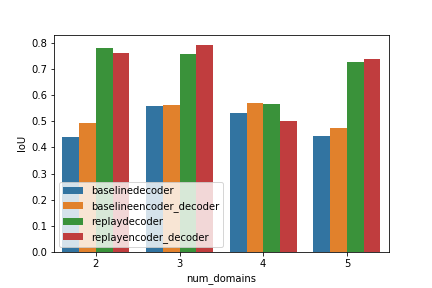 0.8
0.7
0.6
0.5
0.4
0.3
0.2
0.1
0.0
IoU
baselinedecoder
baselineencoder_decoder
replaydecoder
replayencoder_decoder
2 3 4 5
num_domains